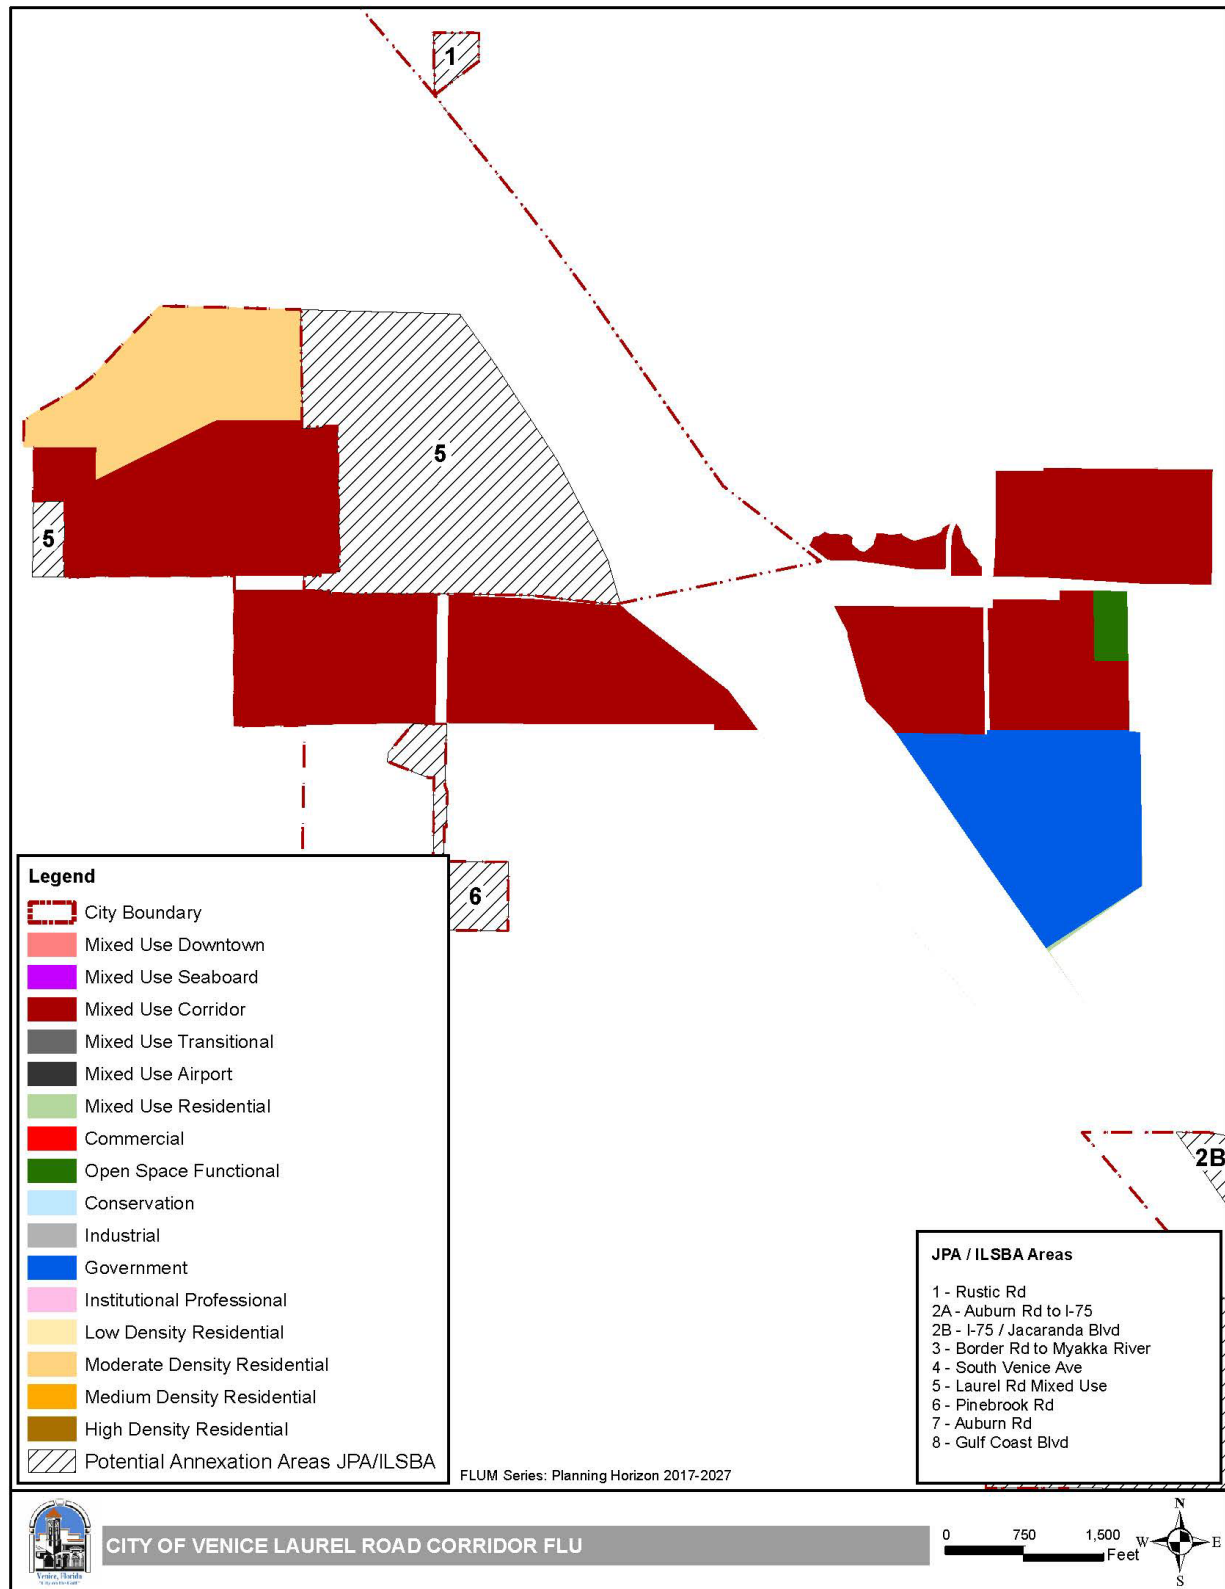 1
5
5
6
2B
Legend
City Boundary
Mixed Use Downtown
Mixed Use Seaboard
Mixed Use Corridor
Mixed Use Transitional
Mixed Use Airport
Mixed Use Residential
Commercial
Open Space Functional
Conservation
Industrial
Government
Institutional Professional
Low Density Residential
Moderate Density Residential
Medium Density Residential
High Density Residential
Potential Annexation Areas JPA/ILSBA
FLUM Series: Planning Horizon 2017-2027
JPA / ILSBA Areas
1 - Rustic Rd
2A - Auburn Rd to I-75
2B - I-75 / Jacaranda Blvd
3 - Border Rd to Myakka River
4 - South Venice Ave
5 - Laurel Rd Mixed Use
6 - Pinebrook Rd
7 - Auburn Rd
8 - Gulf Coast Blvd
Venice, Florida
CITY OF VENICE LAUREL ROAD CORRIDOR FLU
0 750 1,500
Feet
N
W E
S